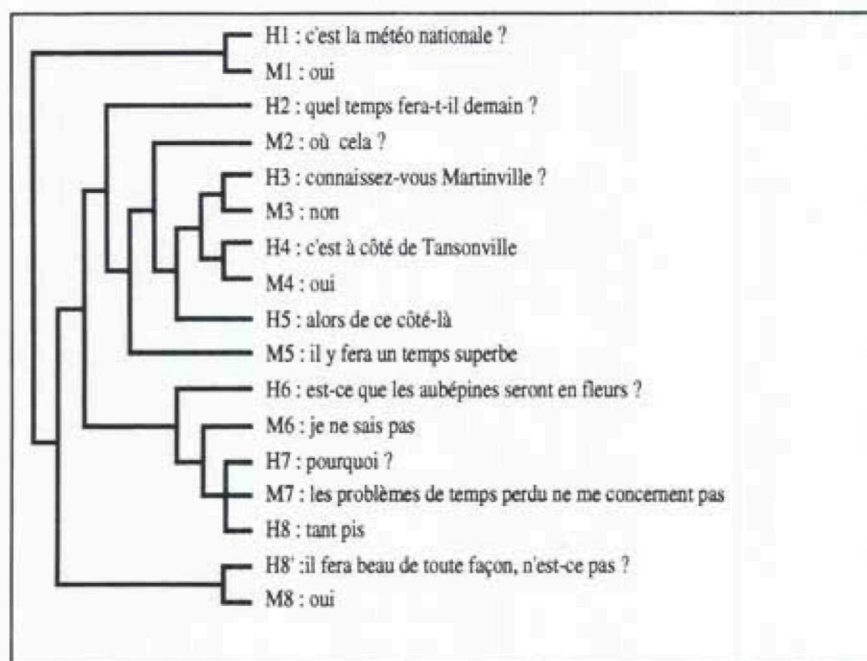 H1 : c'est la météo nationale ?
M1 : oui
H2 : quel temps fera-t-il demain ?
M2 : où cela ?
H3 : connaissez-vous Martinville ?
M3 : non
H4 : c'est à côté de Tansonville
M4 : oui
H5 : alors de ce côté-là
M5 : il y fera un temps superbe
H6 : est-ce que les aubépines seront en fleurs ?
M6 : je ne sais pas
H7 : pourquoi ?
M7 : les problèmes de temps perdu ne me concernent pas
H8 : tant pis
H8' :il fera beau de toute façon, n'est-ce pas ?
M8 : oui